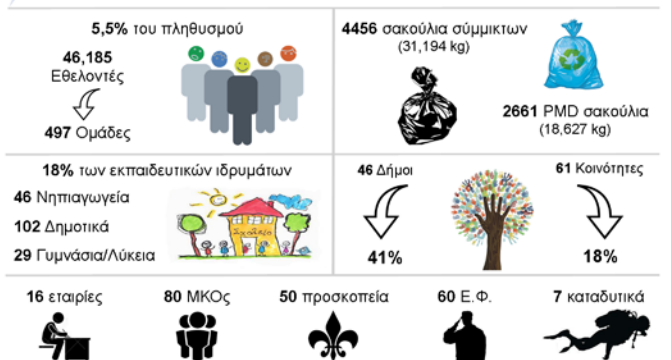 5,5% του πληθυσμού
46,185
Εθελοντές
497 Ομάδες
4456 σακούλια σύμμικτων
(31,194 kg)
2661 PMD σακούλια
(18,627 kg)
18% των εκπαιδευτικών ιδρυμάτων
46 Νηπιαγωγεία
102 Δημοτικά
29 Γυμνάσια/Λύκεια
Σχολείο
46 Δήμοι
41%
61 Κοινότητες
18%
16 εταιρίες
80 ΜΚΟς
50 προσκοπεία
60 Ε.Φ.
7 καταδυτικά